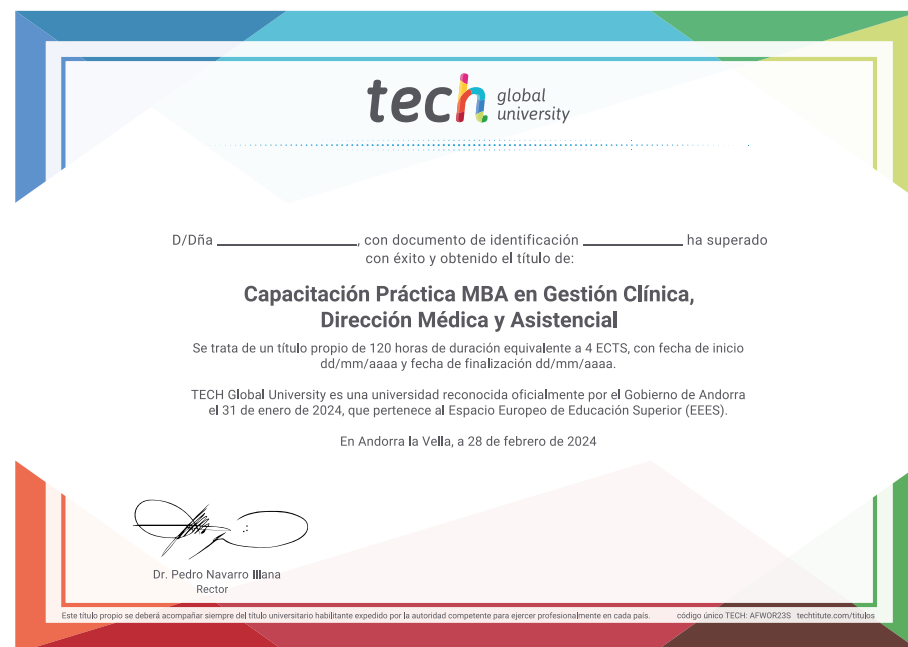 tech global university
D/Dña ____________________, con documento de identificación ______________ ha superado
con éxito y obtenido el título de:
Capacitación Práctica MBA en Gestión Clínica,
Dirección Médica y Asistencial
Se trata de un título propio de 120 horas de duración equivalente a 4 ECTS, con fecha de inicio
dd/mm/aaaa y fecha de finalización dd/mm/aaaa.
TECH Global University es una universidad reconocida oficialmente por el Gobierno de Andorra
el 31 de enero de 2024, que pertenece al Espacio Europeo de Educación Superior (EEES).
En Andorra la Vella, a 28 de febrero de 2024
Dr. Pedro Navarro Illana
Rector
Este título propio se deberá acompañar siempre del título universitario habilitante expedido por la autoridad competente para ejercer profesionalmente en cada país. código único TECH: AFWOR23S techtitute.com/titulos